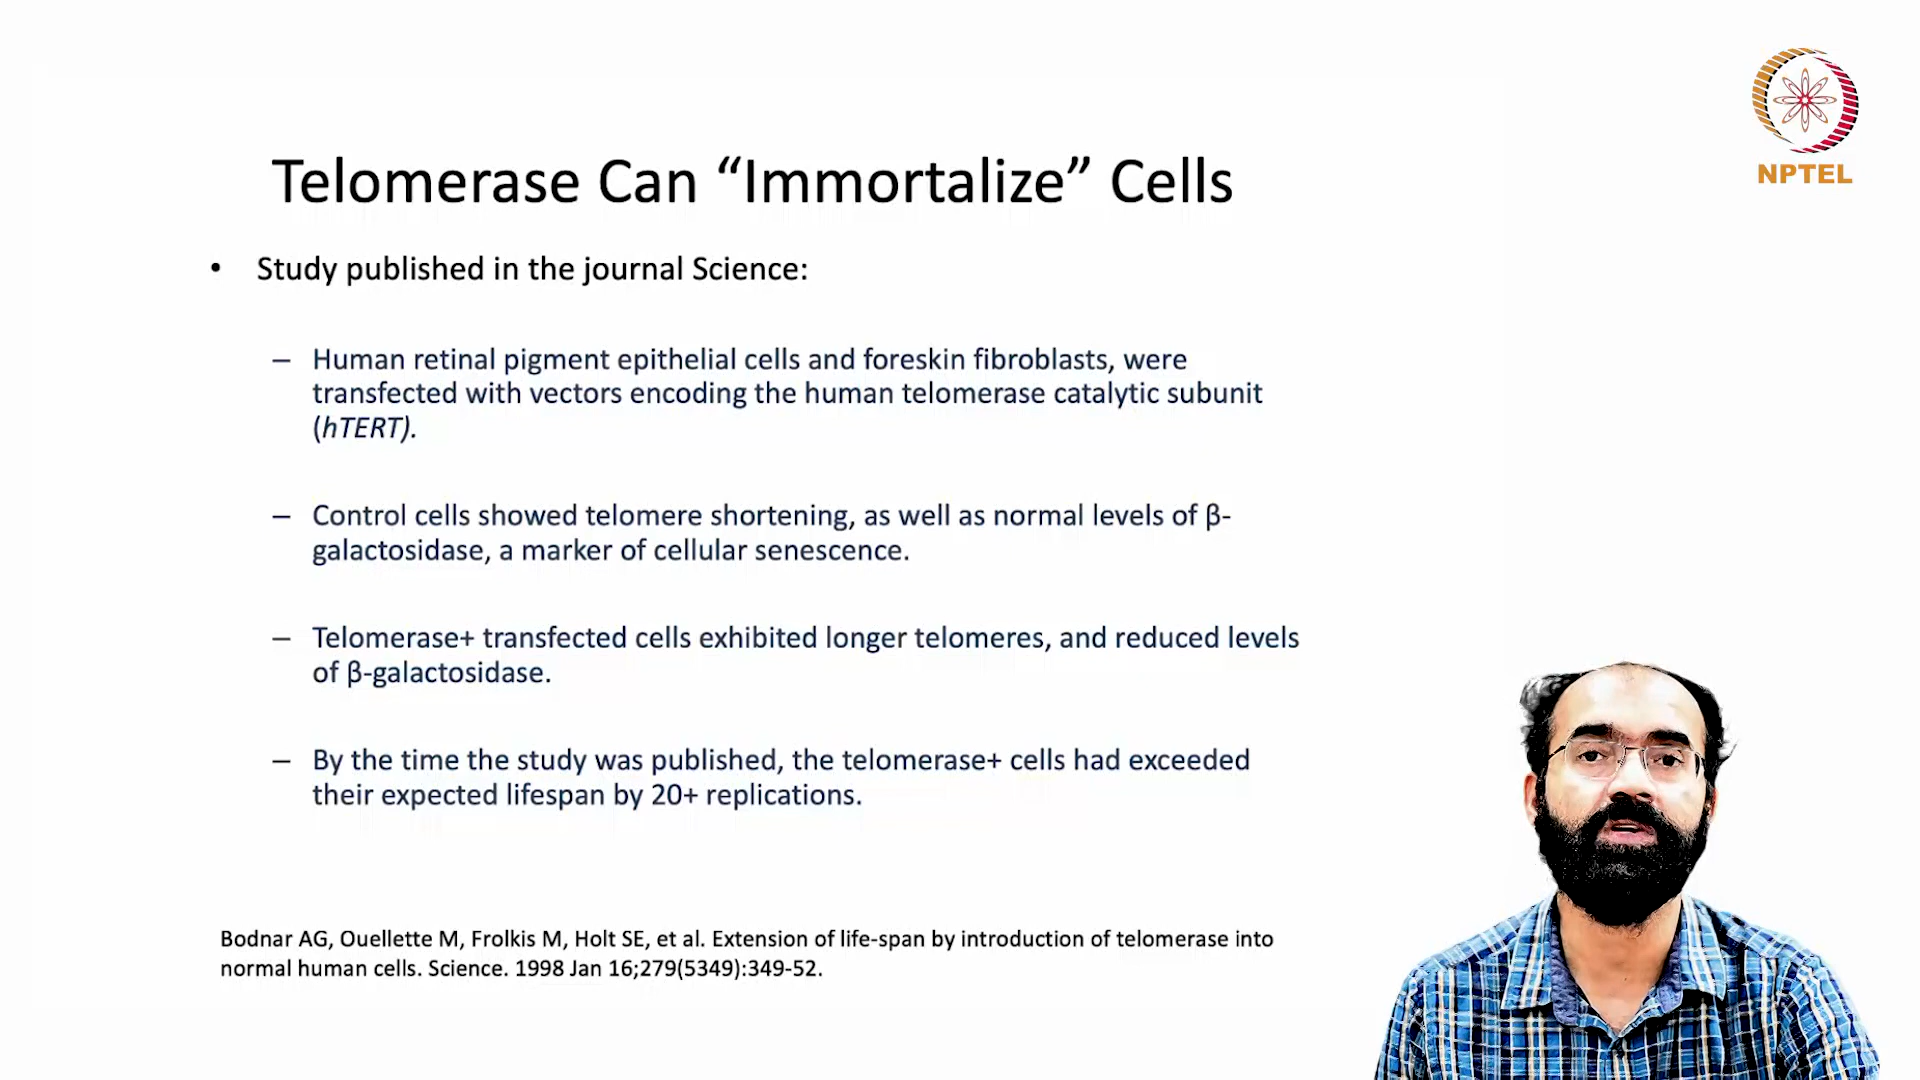 NPTEL
Telomerase Can “Immortalize” Cells
• Study published in the journal Science:
– Human retinal pigment epithelial cells and foreskin fibroblasts, were
transfected with vectors encoding the human telomerase catalytic subunit
(hTERT).
– Control cells showed telomere shortening, as well as normal levels of β-
galactosidase, a marker of cellular senescence.
– Telomerase+ transfected cells exhibited longer telomeres, and reduced levels
of β-galactosidase.
– By the time the study was published, the telomerase+ cells had exceeded
their expected lifespan by 20+ replications.
Bodnar AG, Ouellette M, Frolkis M, Holt SE, et al. Extension of life-span by introduction of telomerase into
normal human cells. Science. 1998 Jan 16;279(5349):349-52.